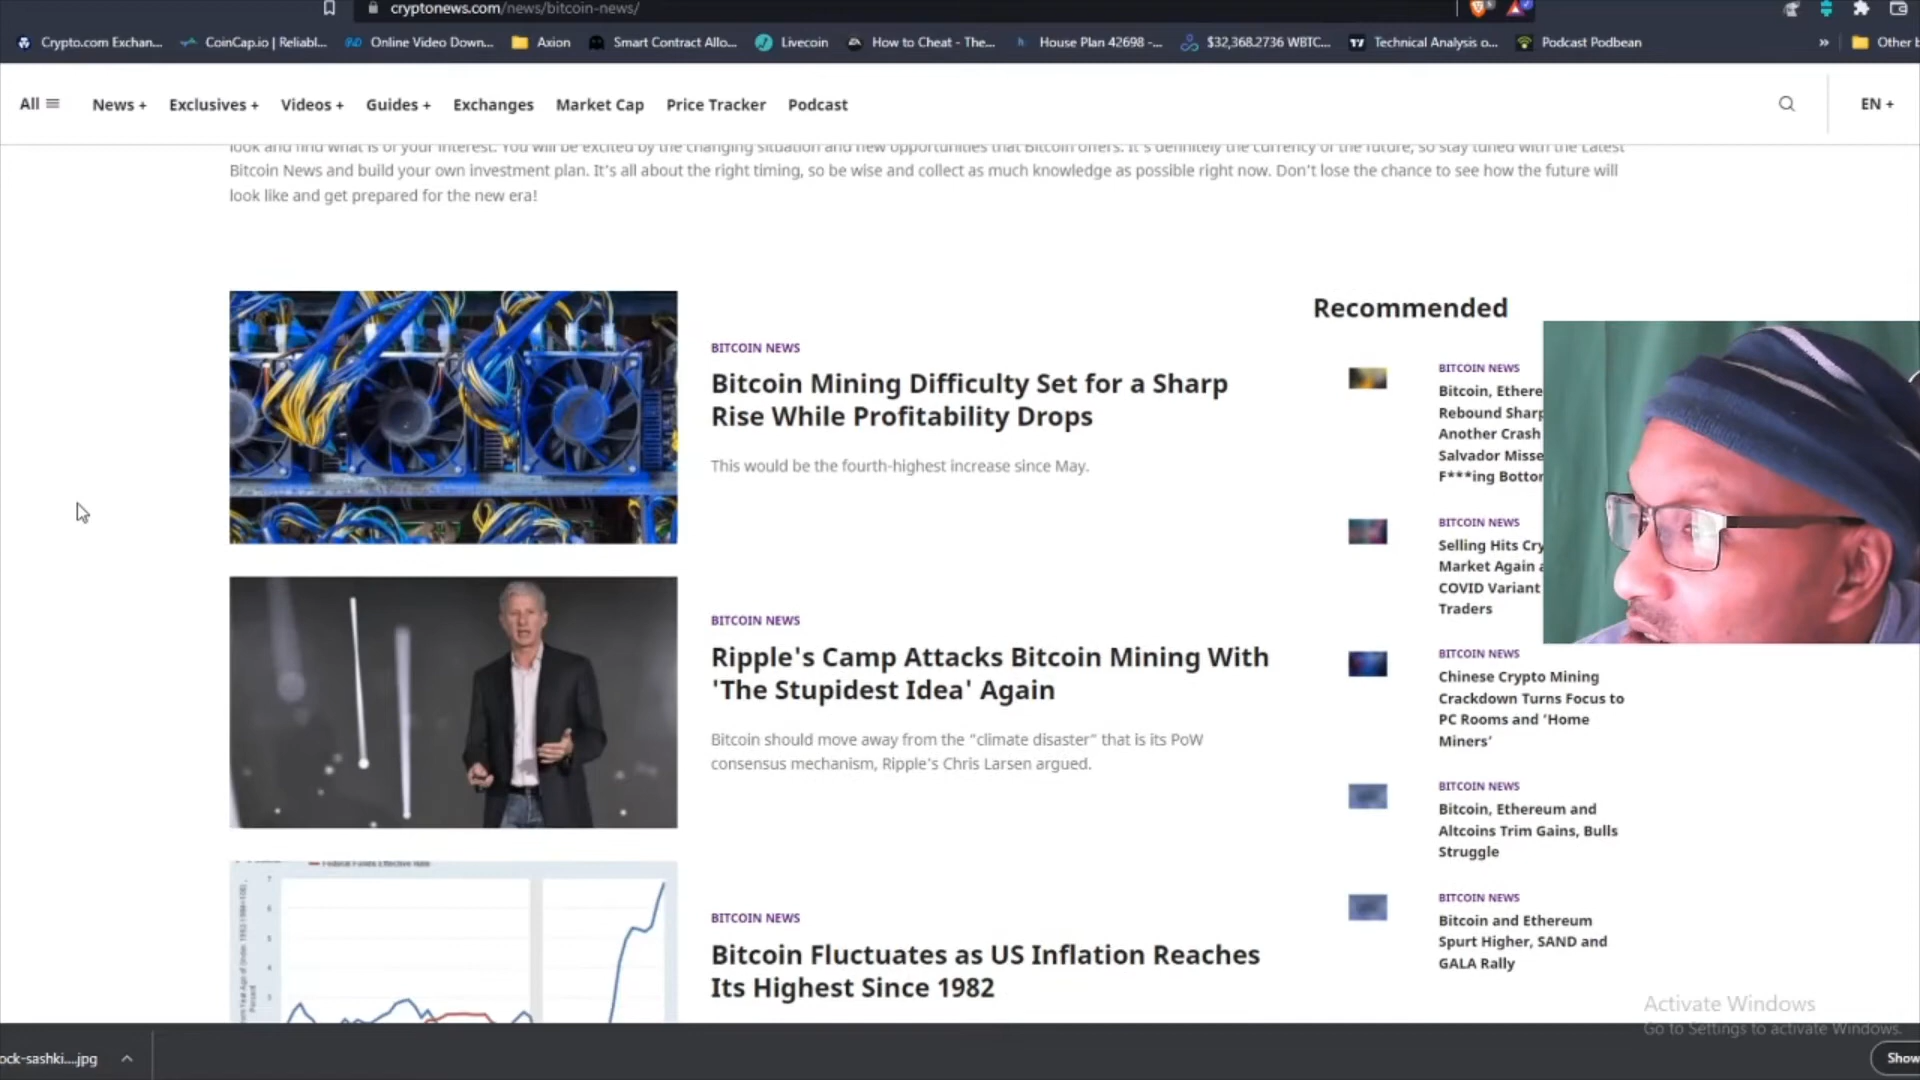 cryptonews.com/news/bitcoin-news/
Crypto.com Exchan... CoinCap.io | Reliabl... Online Video Down... Axion Smart Contract Allo... Livecoin How to Cheat - The... House Plan 42698 -... $32,368.2736 WBTC... Technical Analysis o... Podcast Podbean » Other b
All News + Exclusives + Videos + Guides + Exchanges Market Cap Price Tracker Podcast EN +
look and find what is of your interest. You will be excited by the changing situation and new opportunities that Bitcoin offers. It's definitely the currency of the future, so stay tuned with the Latest
Bitcoin News and build your own investment plan. It's all about the right timing, so be wise and collect as much knowledge as possible right now. Don't lose the chance to see how the future will
look like and get prepared for the new era!
BITCOIN NEWS
Bitcoin Mining Difficulty Set for a Sharp
Rise While Profitability Drops
This would be the fourth-highest increase since May.
BITCOIN NEWS
Ripple's Camp Attacks Bitcoin Mining With
'The Stupidest Idea' Again
Bitcoin should move away from the "climate disaster" that is its PoW
consensus mechanism, Ripple's Chris Larsen argued.
Federal Funds Effective Rate
7
6
5
4
3
BITCOIN NEWS
Bitcoin Fluctuates as US Inflation Reaches
Its Highest Since 1982
Recommended
BITCOIN NEWS
Bitcoin, Ethere
Rebound Sharp
Another Crash
Salvador Misse
F***ing Bottor
BITCOIN NEWS
Selling Hits Cry
Market Again a
COVID Variant
Traders
BITCOIN NEWS
Chinese Crypto Mining
Crackdown Turns Focus to
PC Rooms and 'Home
Miners'
BITCOIN NEWS
Bitcoin, Ethereum and
Altcoins Trim Gains, Bulls
Struggle
BITCOIN NEWS
Bitcoin and Ethereum
Spurt Higher, SAND and
GALA Rally
Activate Windows
Go to Settings to activate Windows.
ock-sashki....jpg
Show